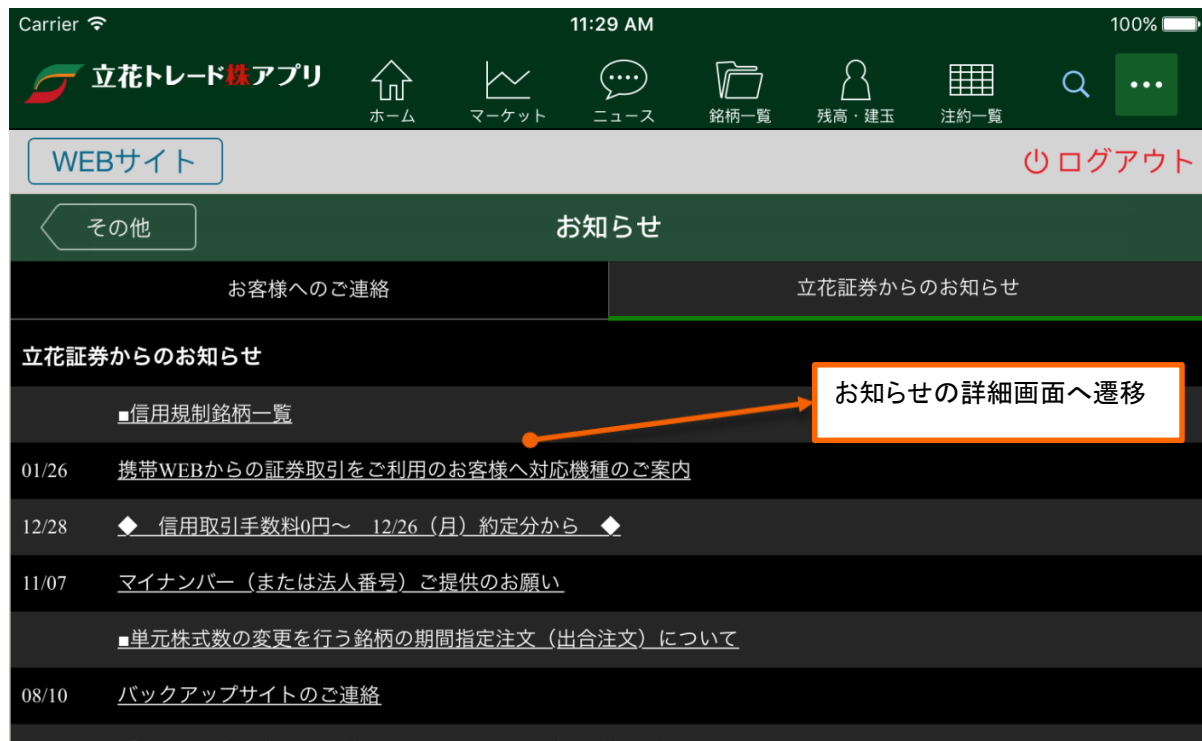 Carrier 11:29 AM 100%
立花トレード株アプリ
ホーム マーケット ニュース 銘柄一覧 残高・建玉 注約一覧
WEBサイト ログアウト
その他 お知らせ
お客様へのご連絡 立花証券からのお知らせ
立花証券からのお知らせ
お知らせの詳細画面へ遷移
■信用規制銘柄一覧
01/26 携帯WEBからの証券取引をご利用のお客様へ対応機種のご案内
12/28 ◆ 信用取引手数料0円～ 12/26（月）約定分から ◆
11/07 マイナンバー（または法人番号）ご提供のお願い
■単元株式数の変更を行う銘柄の期間指定注文（出合注文）について
08/10 バックアップサイトのご連絡